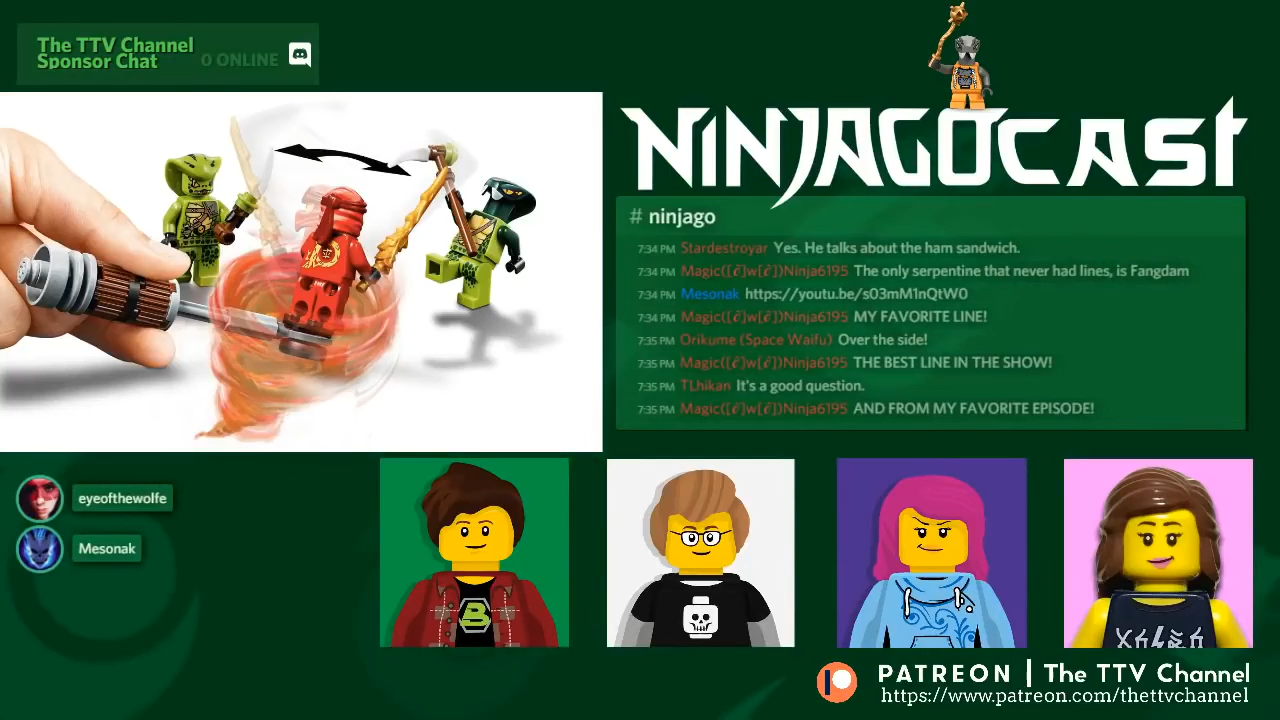 The TTV Channel
Sponsor Chat
0 ONLINE
NINJAGOCAST
# ninjago
7:34 PM Stardestroyar Yes. He talks about the ham sandwich.
7:34 PM Magic([∂]w[∂])Ninja6195 The only serpentine that never had lines, is Fangdam
7:34 PM Mesonak https://youtu.be/s03mM1nQtW0
7:34 PM Magic([∂]w[∂])Ninja6195 MY FAVORITE LINE!
7:35 PM Orikume (Space Waifu) Over the side!
7:35 PM Magic([∂]w[∂])Ninja6195 THE BEST LINE IN THE SHOW!
7:35 PM TLhikan It's a good question.
7:35 PM Magic([∂]w[∂])Ninja6195 AND FROM MY FAVORITE EPISODE!
eyeofthewolfe
Mesonak
B
PATREON | The TTV Channel
https://www.patreon.com/thettvchannel